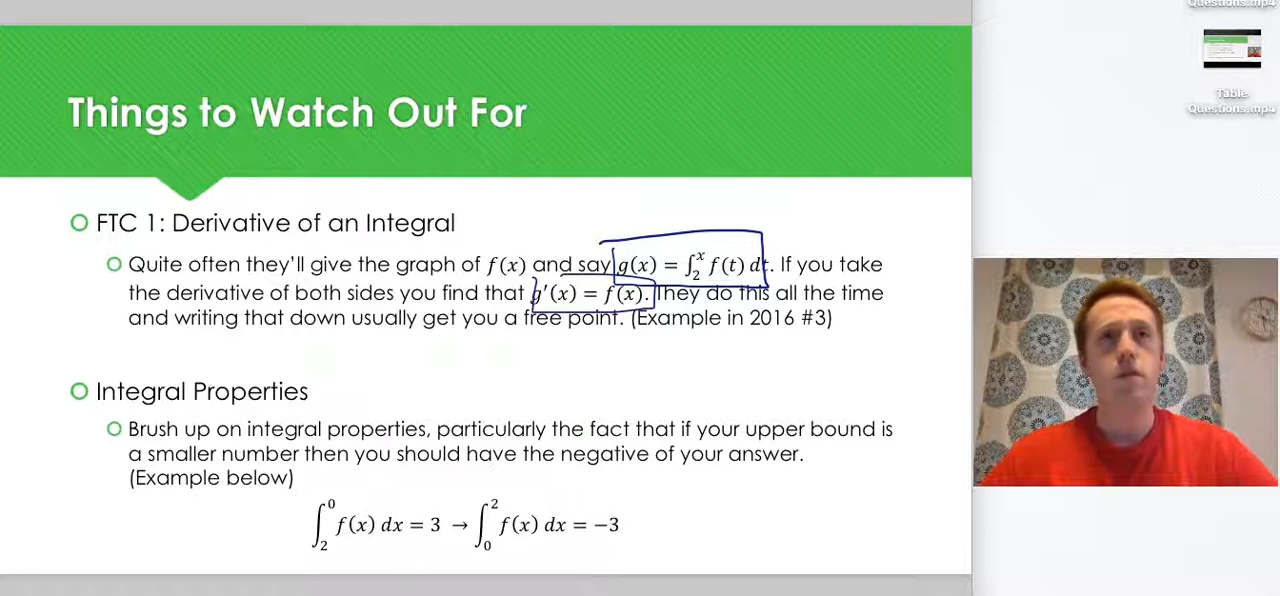 Questions.mp4
Table
Questions.mp4
Things to Watch Out For
FTC 1: Derivative of an Integral
Quite often they'll give the graph of f(x) and say g(x) = ∫₂ˣ f(t) dt. If you take
the derivative of both sides you find that g'(x) = f(x). They do this all the time
and writing that down usually get you a free point. (Example in 2016 #3)
Integral Properties
Brush up on integral properties, particularly the fact that if your upper bound is
a smaller number then you should have the negative of your answer.
(Example below)
∫₂⁰ f(x) dx = 3 → ∫₀² f(x) dx = −3